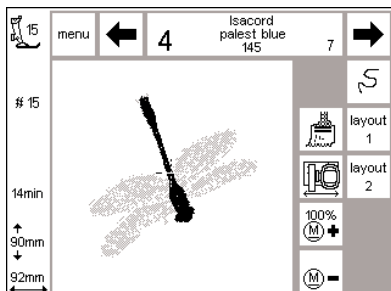 15
menu
4
Isacord
palest blue
145
7
# 15
layout
1
layout
2
14min
100%
M +
90mm
M -
92mm